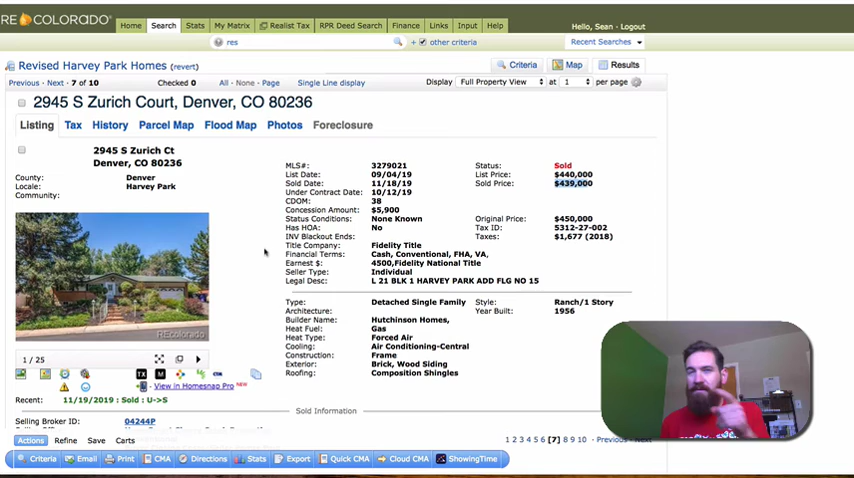 RE COLORADO
Home Search Stats My Matrix Realist Tax RPR Deed Search Finance Links Input Help
Hello, Sean - Logout
res + other criteria Recent Searches
Revised Harvey Park Homes (revert) Criteria Map Results
Previous · Next · 7 of 10 Checked 0 All · None · Page Single Line display Display Full Property View at 1 per page
2945 S Zurich Court, Denver, CO 80236
Listing Tax History Parcel Map Flood Map Photos Foreclosure
2945 S Zurich Ct
Denver, CO 80236
County: Denver
Locale: Harvey Park
Community:
MLS#: 3279021 Status: Sold
List Date: 09/04/19 List Price: $440,000
Sold Date: 11/18/19 Sold Price: $439,000
Under Contract Date: 10/12/19
CDOM: 38
Concession Amount: $5,900
Status Conditions: None Known Original Price: $450,000
Has HOA: No Tax ID: 5312-27-002
INV Blackout Ends: Taxes: $1,677 (2018)
Title Company: Fidelity Title
Financial Terms: Cash, Conventional, FHA, VA,
Earnest $: 4500,Fidelity National Title
Seller Type: Individual
Legal Desc: L 21 BLK 1 HARVEY PARK ADD FLG NO 15
Type: Detached Single Family Style: Ranch/1 Story
Architecture: Year Built: 1956
Builder Name: Hutchinson Homes,
Heat Fuel: Gas
Heat Type: Forced Air
Cooling: Air Conditioning-Central
Construction: Frame
Exterior: Brick, Wood Siding
Roofing: Composition Shingles
REcolorado
1 / 25
TX M
View in Homesnap Pro NEW
Recent: 11/19/2019 : Sold : U->S
Sold Information
Selling Broker ID: 04244P
Actions Refine Save Carts 1 2 3 4 5 6 [7] 8 9 10 · Previous · Next
Criteria Email Print CMA Directions Stats Export Quick CMA Cloud CMA ShowingTime